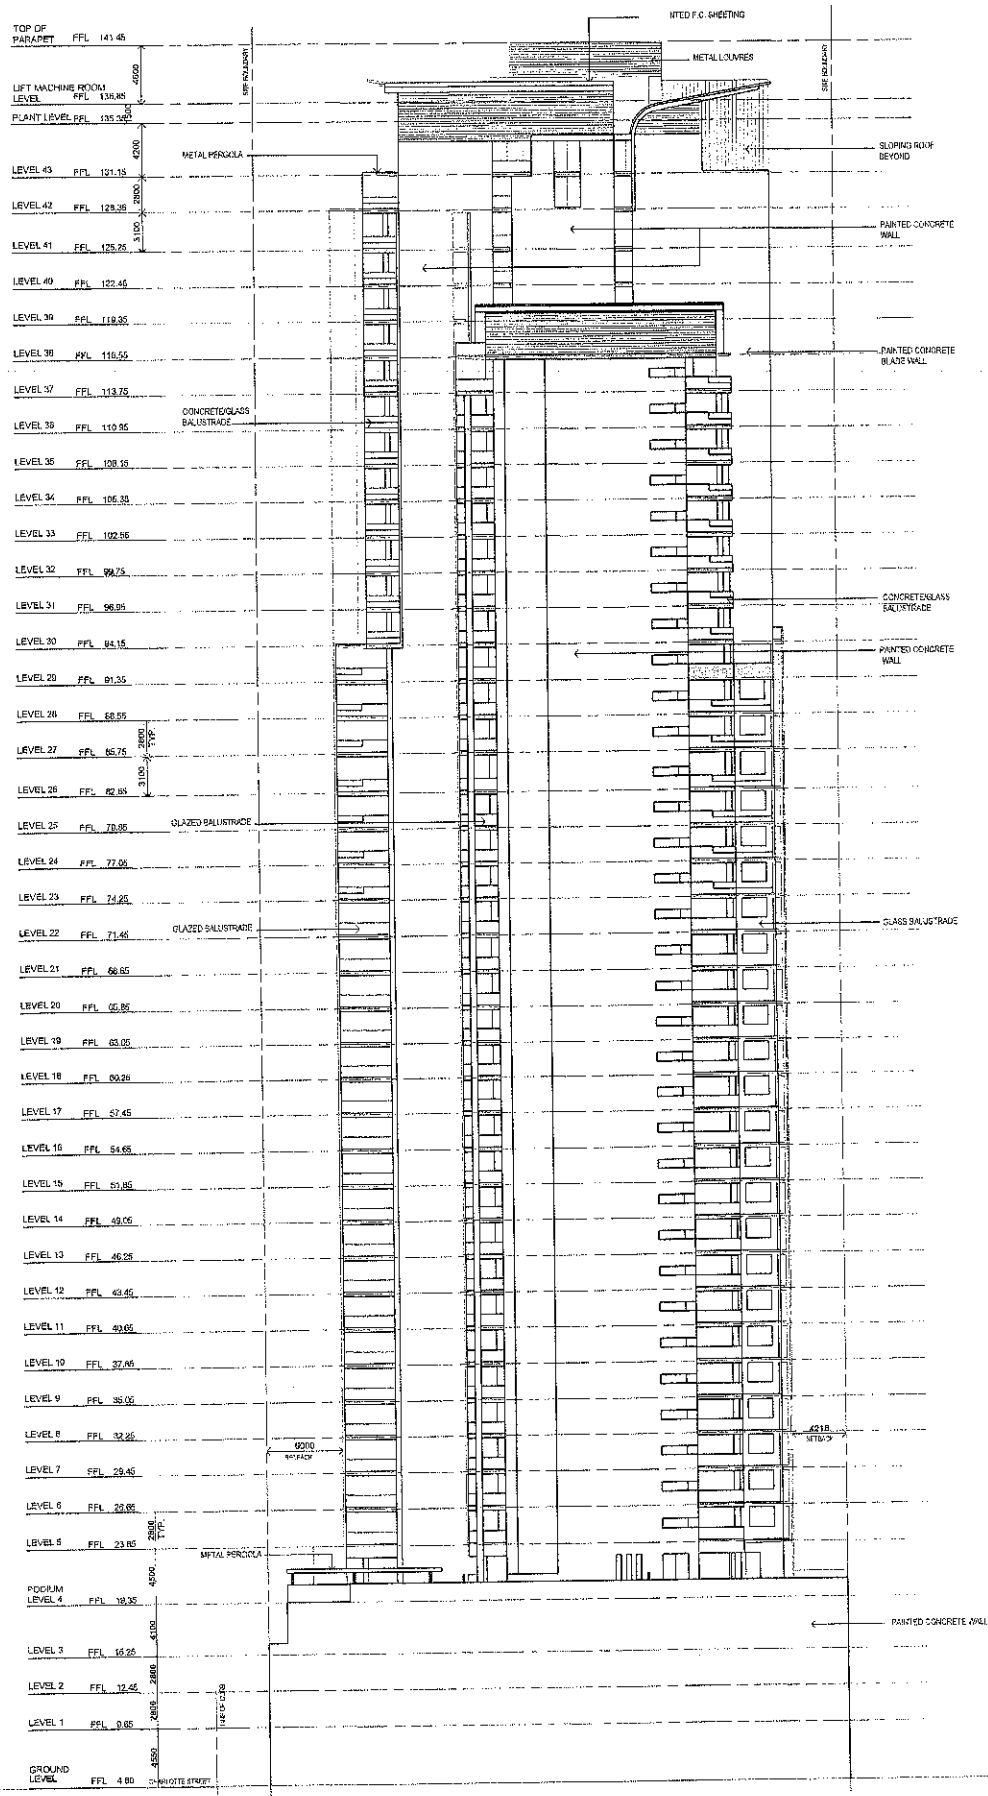 NTED F.C. SHEETING
TOP OF
PARAPET FFL 141.45
SITE BOUNDARY
SITE BOUNDARY
METAL LOUVRES
4600
LIFT MACHINE ROOM
LEVEL FFL 136.85
1500
PLANT LEVEL FFL 135.35
4200
METAL PERGOLA
SLOPING ROOF
BEYOND
LEVEL 43 FFL 131.15
2800
LEVEL 42 FFL 128.35
3100
PAINTED CONCRETE
WALL
LEVEL 41 FFL 125.25
LEVEL 40 FFL 122.45
LEVEL 39 FFL 119.35
LEVEL 38 FFL 116.55
PAINTED CONCRETE
BLADE WALL
LEVEL 37 FFL 113.75
CONCRETE/GLASS
BALUSTRADE
LEVEL 36 FFL 110.95
LEVEL 35 FFL 108.15
LEVEL 34 FFL 105.35
LEVEL 33 FFL 102.55
LEVEL 32 FFL 99.75
CONCRETE/GLASS
BALUSTRADE
LEVEL 31 FFL 96.95
LEVEL 30 FFL 94.15
PAINTED CONCRETE
WALL
LEVEL 29 FFL 91.35
LEVEL 28 FFL 88.55
2800
TYP.
LEVEL 27 FFL 85.75
3100
LEVEL 26 FFL 82.65
GLAZED BALUSTRADE
LEVEL 25 FFL 79.85
LEVEL 24 FFL 77.05
LEVEL 23 FFL 74.25
GLAZED BALUSTRADE
GLASS BALUSTRADE
LEVEL 22 FFL 71.45
LEVEL 21 FFL 68.65
LEVEL 20 FFL 65.85
LEVEL 19 FFL 63.05
LEVEL 18 FFL 60.25
LEVEL 17 FFL 57.45
LEVEL 16 FFL 54.65
LEVEL 15 FFL 51.85
LEVEL 14 FFL 49.05
LEVEL 13 FFL 46.25
LEVEL 12 FFL 43.45
LEVEL 11 FFL 40.65
LEVEL 10 FFL 37.85
LEVEL 9 FFL 35.05
LEVEL 8 FFL 32.25
6000
SETBACK
SETBACK
LEVEL 7 FFL 29.45
LEVEL 6 FFL 26.65
2800
TYP.
LEVEL 5 FFL 23.85
METAL PERGOLA
4500
PODIUM
LEVEL 4 FFL 19.35
4100
PAINTED CONCRETE WALL
LEVEL 3 FFL 15.25
2800
LEVEL 2 FFL 12.45
2800
LEVEL 1 FFL 9.65
4550
GROUND
LEVEL FFL 4.80 CHARLOTTE STREET